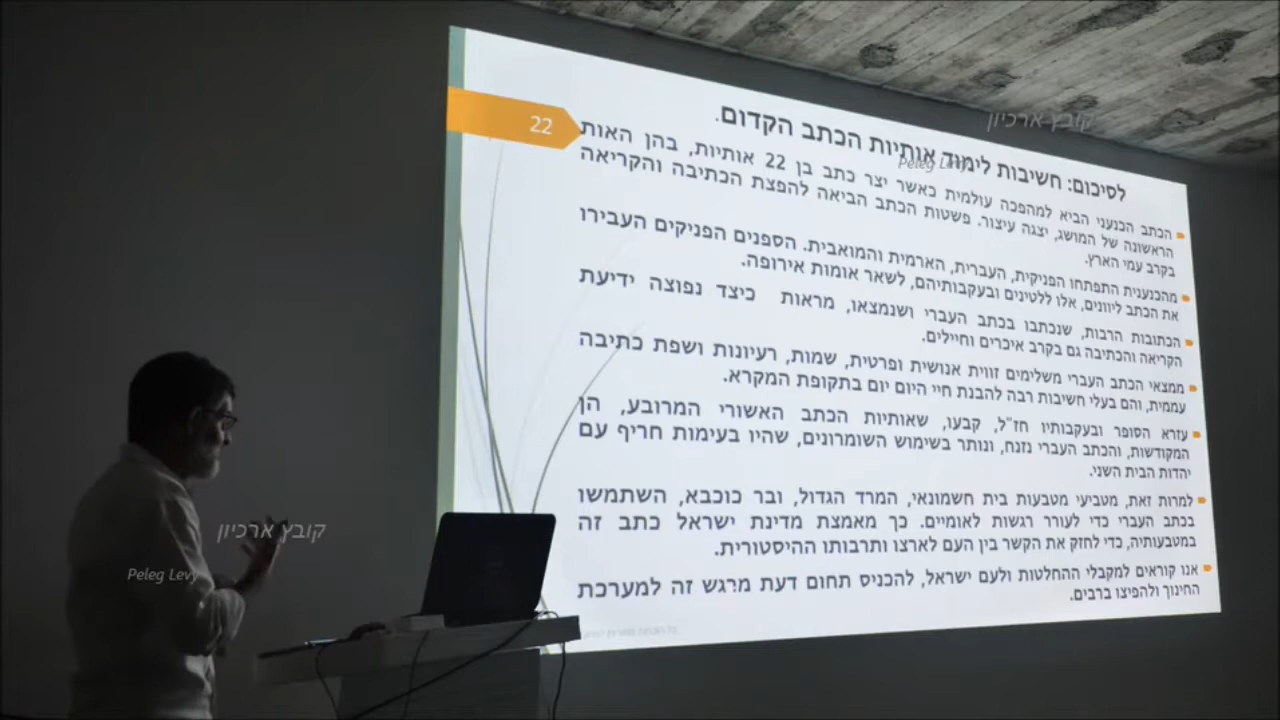 22
לסיכום: חשיבות לימוד אותיות הכתב הקדום.
הכתב הכנעני הביא למהפכה עולמית כאשר יצר כתב בן 22 אותיות, בהן האות
הראשונה של המושג, יצגה עיצור. פשטות הכתב הביאה להפצת הכתיבה והקריאה
בקרב עמי הארץ.
מהכנענית התפתחו הפניקית, העברית, הארמית והמואבית. הספנים הפניקים העבירו
את הכתב ליוונים, אלו ללטינים ובעקבותיהם, לשאר אומות אירופה.
הכתובות הרבות, שנכתבו בכתב העברי ושנמצאו, מראות כיצד נפוצה ידיעת
הקריאה והכתיבה גם בקרב איכרים וחיילים.
ממצאי הכתב העברי משלימים זווית אנושית ופרטית, שמות, רעיונות ושפת כתיבה
עממית, והם בעלי חשיבות רבה להבנת חיי היום יום בתקופת המקרא.
עזרא הסופר ובעקבותיו חז"ל, קבעו, שאותיות הכתב האשורי המרובע, הן
המקודשות, והכתב העברי נזנח, ונותר בשימוש השומרונים, שהיו בעימות חריף עם
יהדות הבית השני.
למרות זאת, מטביעי מטבעות בית חשמונאי, המרד הגדול, ובר כוכבא, השתמשו
בכתב העברי כדי לעורר רגשות לאומיים. כך מאמצת מדינת ישראל כתב זה
במטבעותיה, כדי לחזק את הקשר בין העם לארצו ותרבותו ההיסטורית.
אנו קוראים למקבלי ההחלטות ולעם ישראל, להכניס תחום דעת מרגש זה למערכת
החינוך ולהפיצו ברבים.
קובץ ארכיון
Peleg Levy
קובץ ארכיון
Peleg Levy